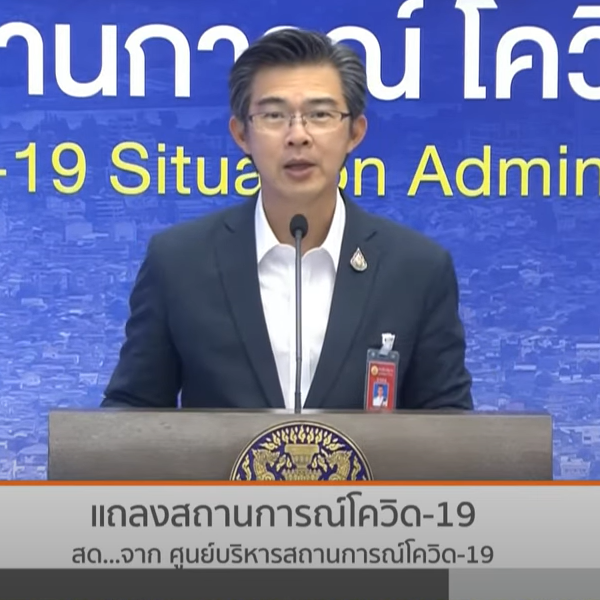 านการณ์ โควิ
-19 Situa n Admin
แถลงสถานการณ์โควิด-19
สด...จาก ศูนย์บริหารสถานการณ์โควิด-19